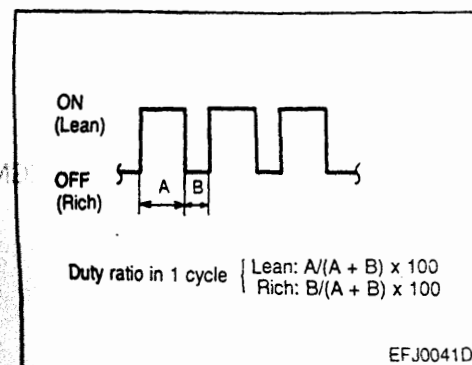 ON
(Lean)
OFF
(Rich)
A B
Duty ratio in 1 cycle { Lean: A/(A + B) x 100
Rich: B/(A + B) x 100
EFJ0041D